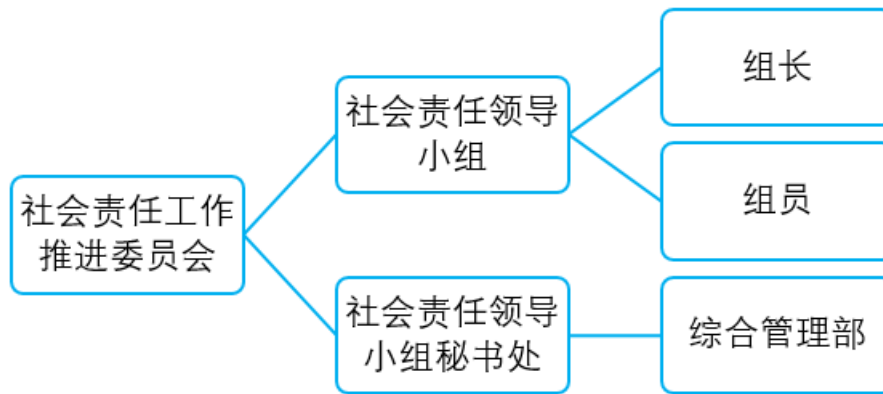 社会责任工作
推进委员会
社会责任领导
小组
组长
组员
社会责任领导
小组秘书处
综合管理部